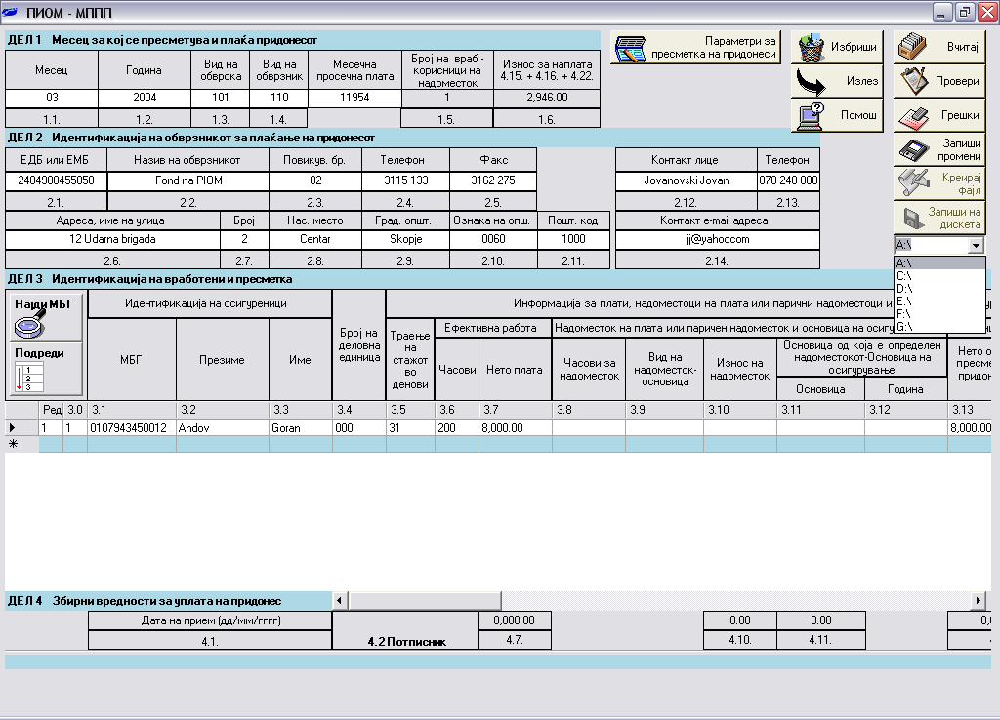 ПИОМ - МППП
ДЕЛ 1 Месец за кој се пресметува и плаќа придонесот
Месец
Година
Вид на
обврска
Вид на
обврзник
Месечна
просечна плата
Број на враб.-
корисници на
надоместок
Износ за наплата
4.15. + 4.16. + 4.22.
03 2004 101 110 11954 1 2,946.00
1.1. 1.2. 1.3. 1.4. 1.5. 1.6.
Параметри за
пресметка на придонеси
Избриши
Излез
Помош
Вчитај
Провери
Грешки
Запиши
промени
Креирај
фајл
Запиши на
дискета
A:\
A:\
C:\
D:\
E:\
F:\
G:\
ДЕЛ 2 Идентификација на обврзникот за плаќање на придонесот
ЕДБ или ЕМБ Назив на обврзникот Повикув. бр. Телефон Факс Контакт лице Телефон
2404980455050 Fond na PIOM 02 3115 133 3162 275 Jovanovski Jovan 070 240 808
2.1. 2.2. 2.3. 2.4. 2.5. 2.12. 2.13.
Адреса, име на улица Број Нас. место Град. општ. Ознака на опш. Пошт. код Контакт e-mail адреса
12 Udarna brigada 2 Centar Skopje 0060 1000 jj@yahoocom
2.6. 2.7. 2.8. 2.9. 2.10. 2.11. 2.14.
ДЕЛ 3 Идентификација на вработени и пресметка
Најди МБГ
Подреди
1
2
3
Идентификација на осигуреници
МБГ
Презиме
Име
Број на
деловна
единица
Информација за плати, надоместоци на плата или парични надоместоци и
Траење
на
стажот
во
денови
Ефективна работа
Часови
Нето плата
Надоместок на плата или паричен надоместок и основица на осигу
Часови за
надоместок
Вид на
надоместок-
основица
Износ на
надоместок
Основица од која е определен
надоместокот-Основица на
осигурување
Основица
Година
Нето о
пресме
придон
Ред 3.0 3.1 3.2 3.3 3.4 3.5 3.6 3.7 3.8 3.9 3.10 3.11 3.12 3.13
1 1 0107943450012 Andov Goran 000 31 200 8,000.00 8,000.00
ДЕЛ 4 Збирни вредности за уплата на придонес
Дата на прием (дд/мм/гггг) 8,000.00 0.00 0.00 8,0
4.1. 4.2 Потписник 4.7. 4.10. 4.11.